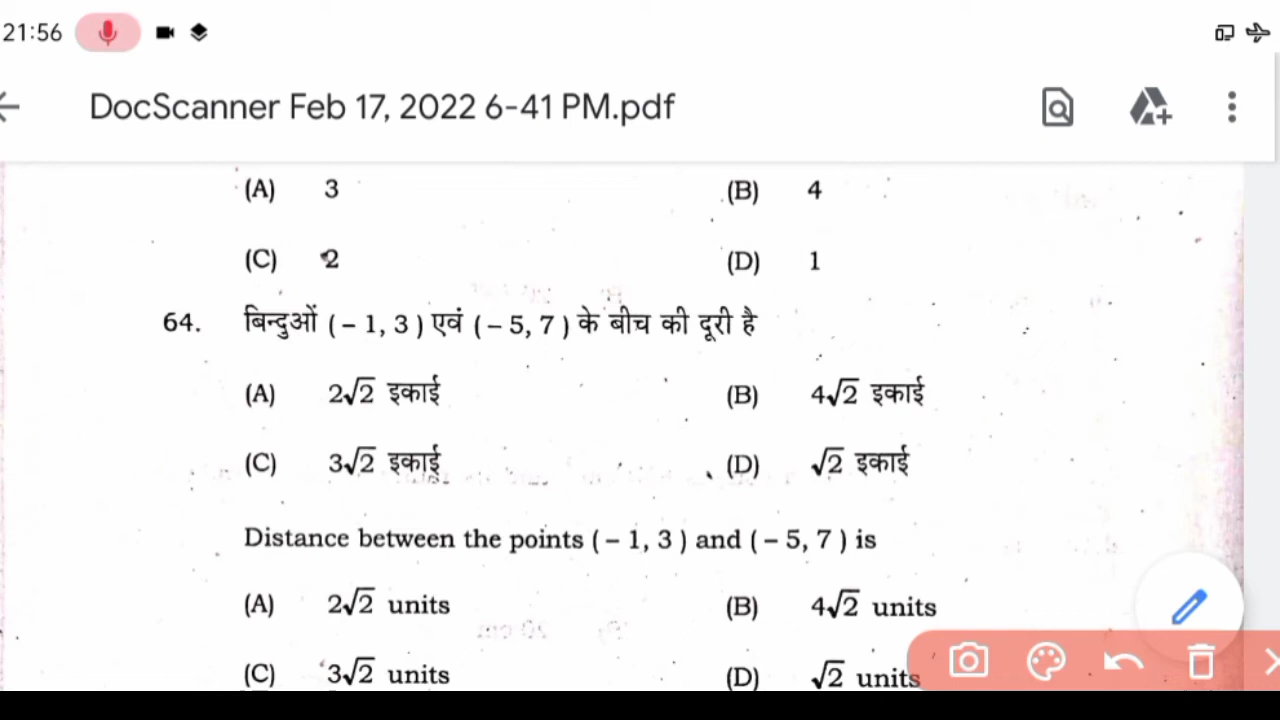 21:56
DocScanner Feb 17, 2022 6-41 PM.pdf
(A) 3 (B) 4
(C) 2 (D) 1
64. बिन्दुओं ( – 1, 3 ) एवं ( – 5, 7 ) के बीच की दूरी है
(A) 2√2 इकाई (B) 4√2 इकाई
(C) 3√2 इकाई (D) √2 इकाई
Distance between the points ( – 1, 3 ) and ( – 5, 7 ) is
(A) 2√2 units (B) 4√2 units
(C) 3√2 units (D) √2 units